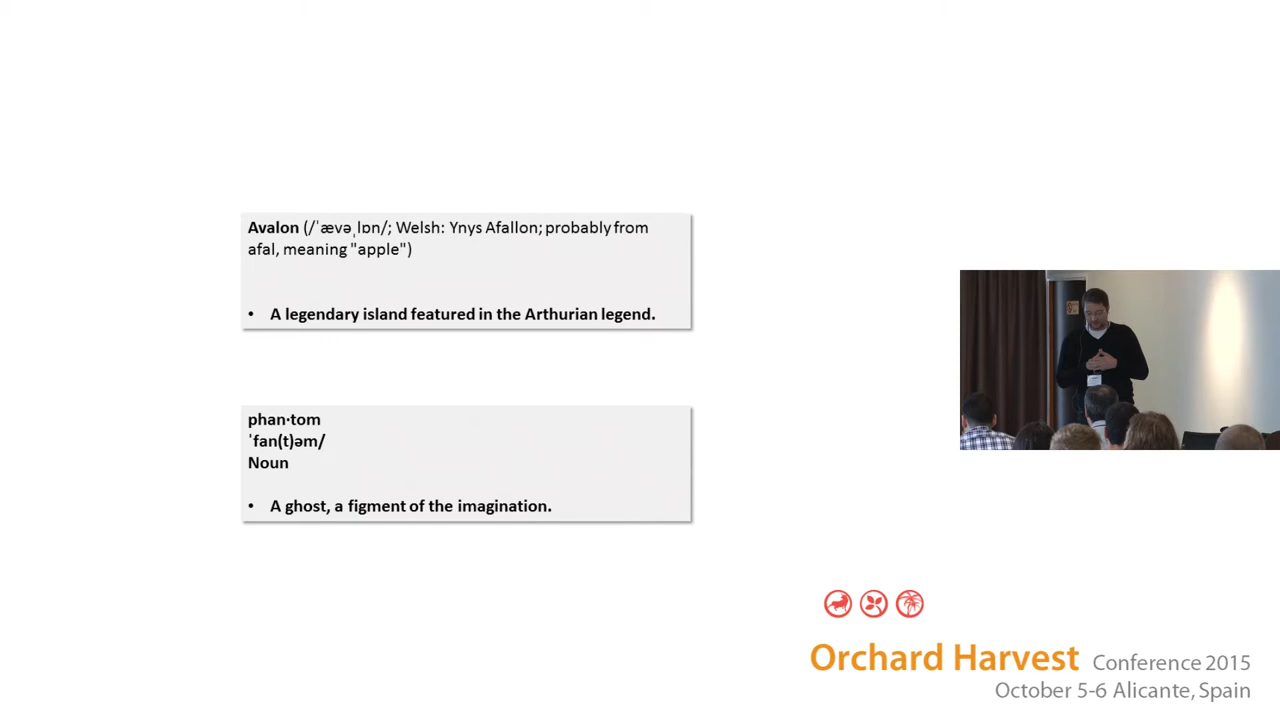 Avalon (/ˈævəˌlɒn/; Welsh: Ynys Afallon; probably from
afal, meaning "apple")
• A legendary island featured in the Arthurian legend.
phan·tom
ˈfan(t)əm/
Noun
• A ghost, a figment of the imagination.
Orchard Harvest Conference 2015
October 5-6 Alicante, Spain